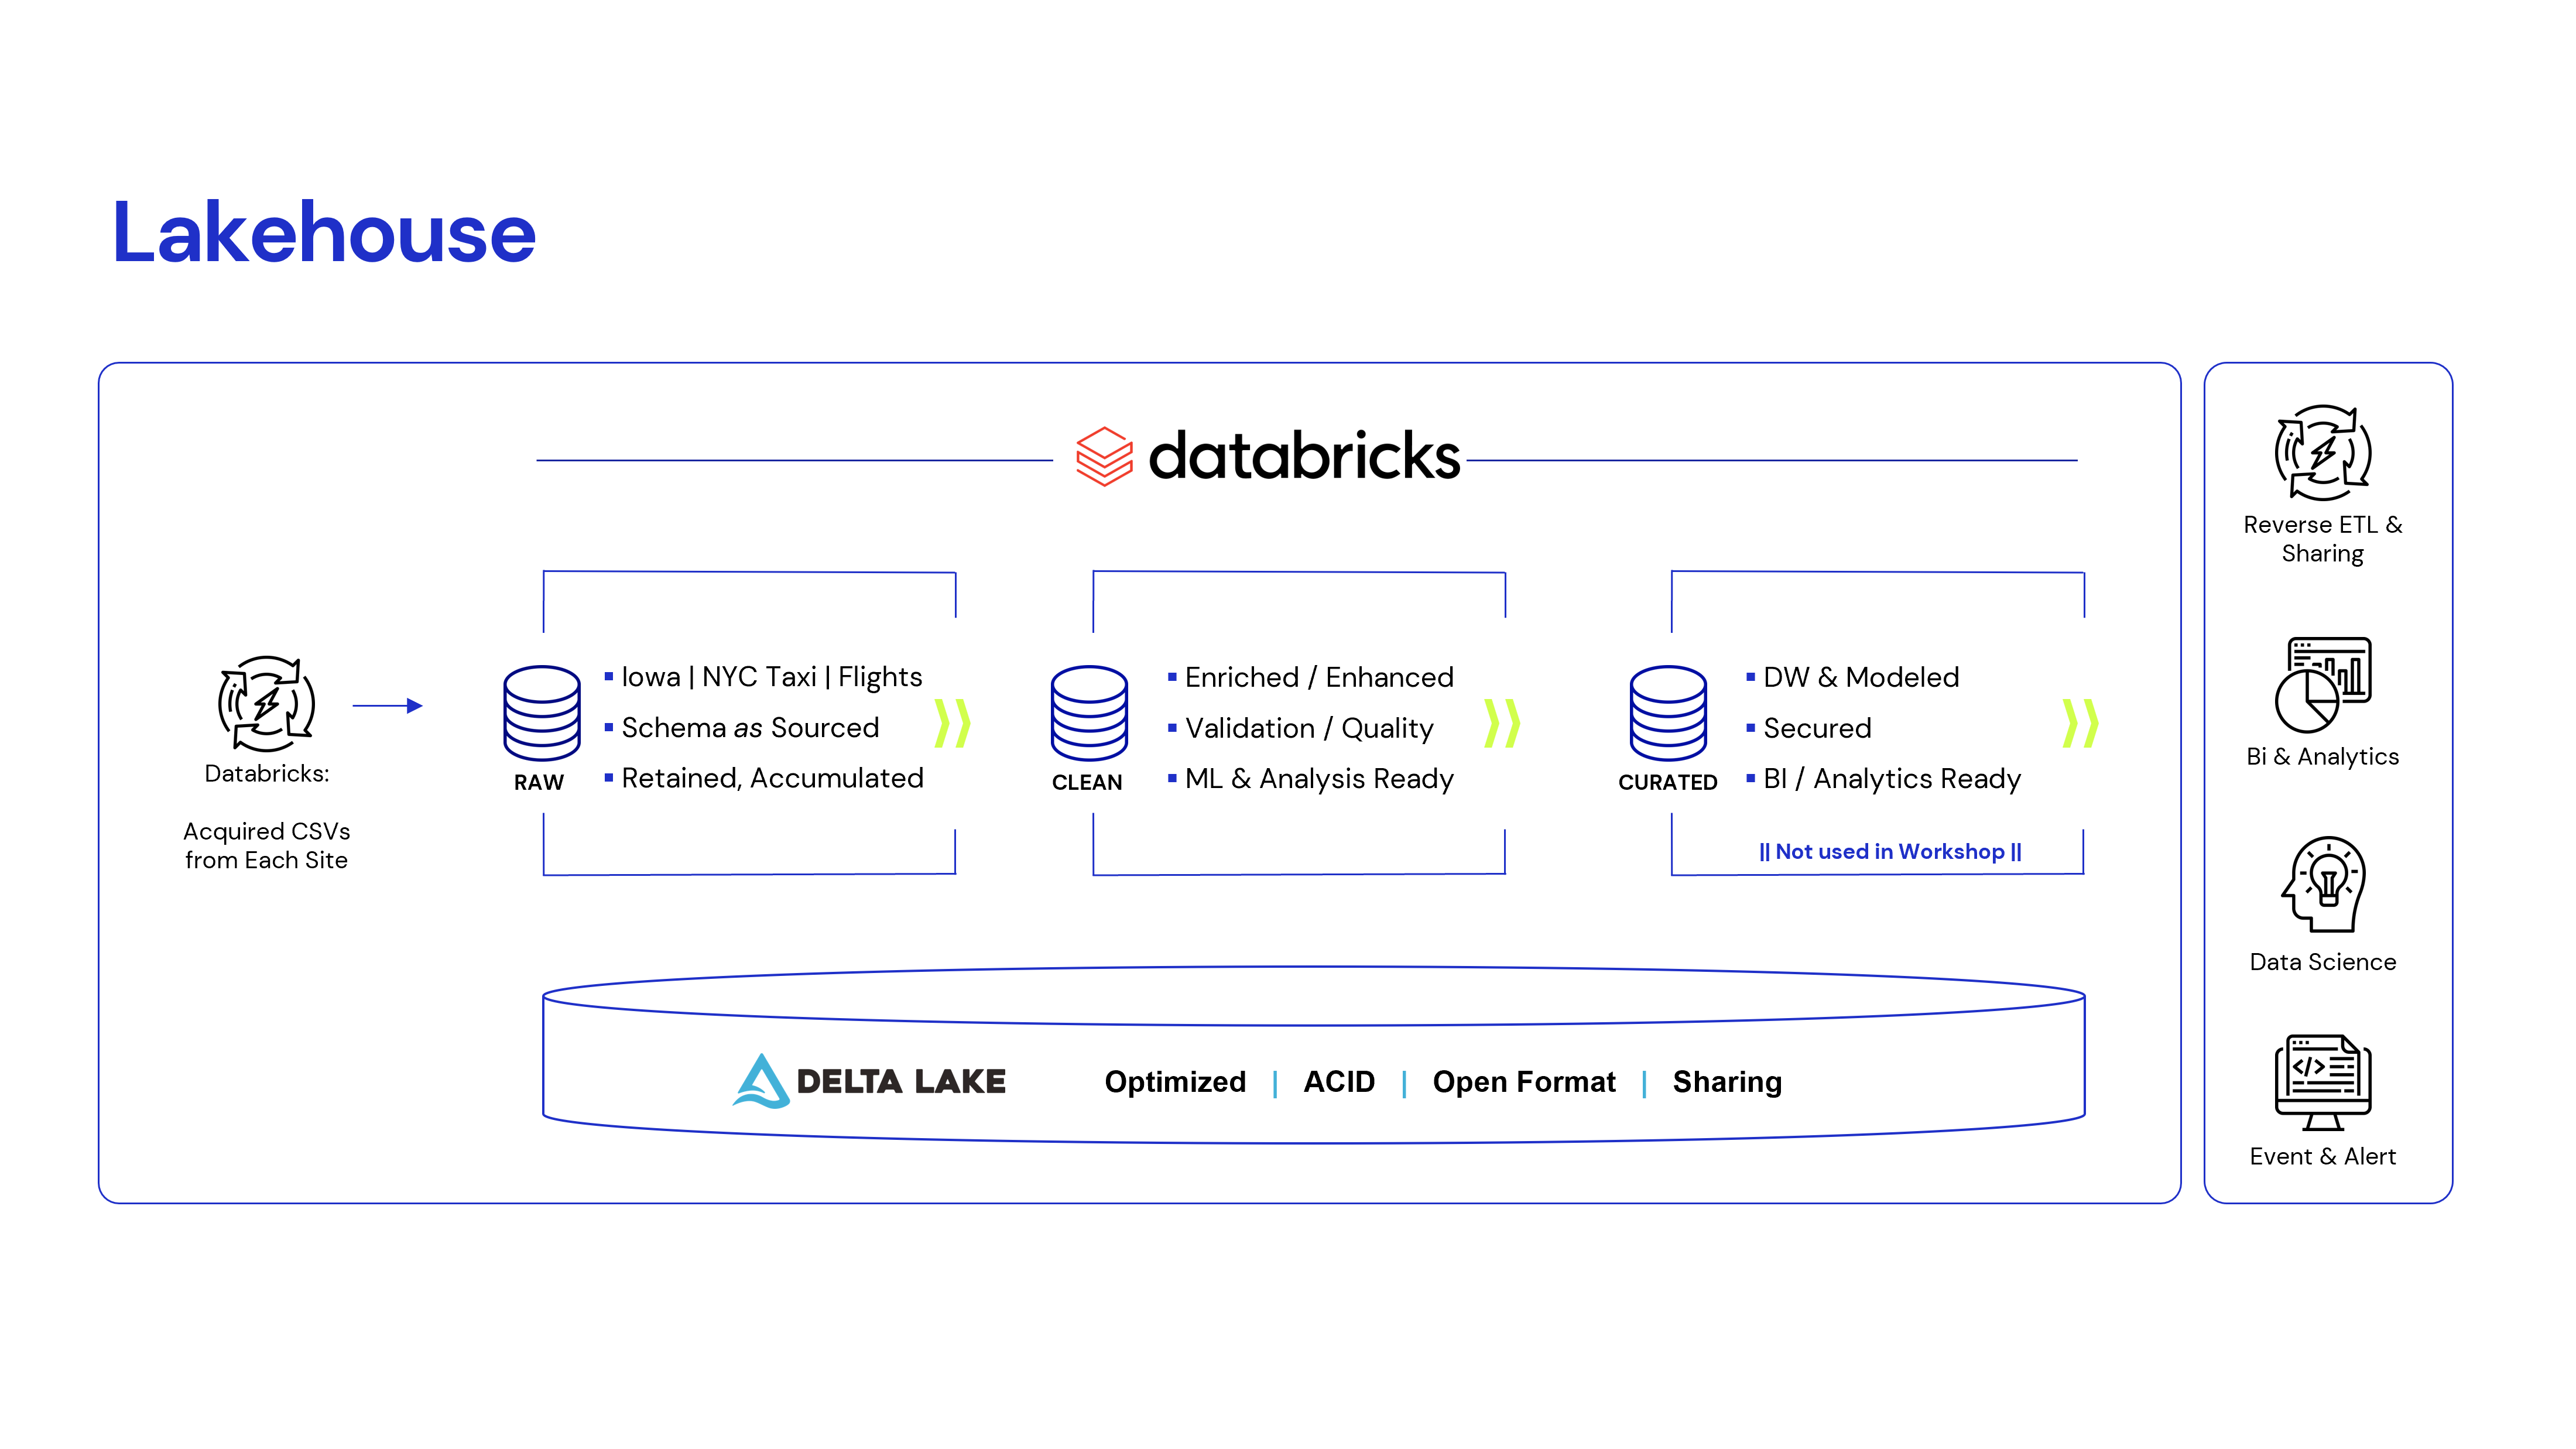 Lakehouse
databricks
Databricks:
Acquired CSVs
from Each Site
RAW
Iowa | NYC Taxi | Flights
Schema as Sourced
Retained, Accumulated
CLEAN
Enriched / Enhanced
Validation / Quality
ML & Analysis Ready
CURATED
DW & Modeled
Secured
BI / Analytics Ready
|| Not used in Workshop ||
DELTA LAKE
Optimized | ACID | Open Format | Sharing
Reverse ETL &
Sharing
Bi & Analytics
Data Science
Event & Alert